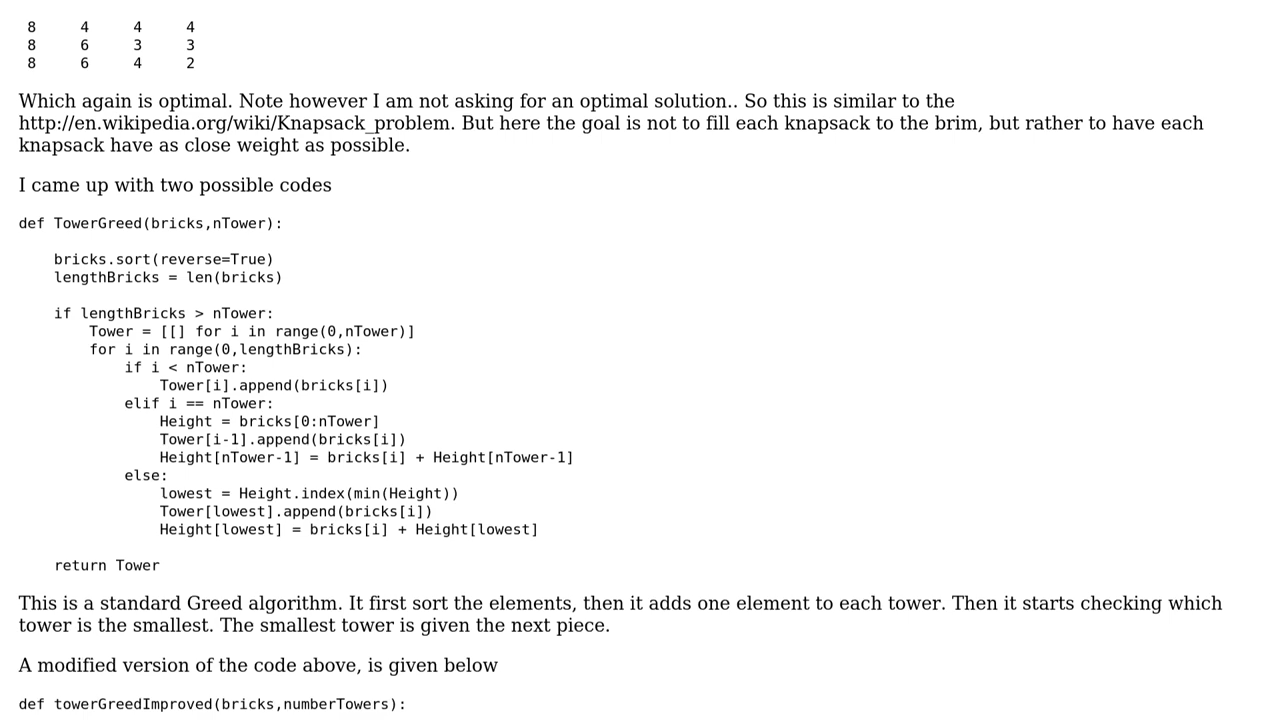 8     4     4     4
8     6     3     3
8     6     4     2
Which again is optimal. Note however I am not asking for an optimal solution.. So this is similar to the
http://en.wikipedia.org/wiki/Knapsack_problem. But here the goal is not to fill each knapsack to the brim, but rather to have each
knapsack have as close weight as possible.
I came up with two possible codes
def TowerGreed(bricks,nTower):
    bricks.sort(reverse=True)
    lengthBricks = len(bricks)
    if lengthBricks > nTower:
        Tower = [[] for i in range(0,nTower)]
        for i in range(0,lengthBricks):
            if i < nTower:
                Tower[i].append(bricks[i])
            elif i == nTower:
                Height = bricks[0:nTower]
                Tower[i-1].append(bricks[i])
                Height[nTower-1] = bricks[i] + Height[nTower-1]
            else:
                lowest = Height.index(min(Height))
                Tower[lowest].append(bricks[i])
                Height[lowest] = bricks[i] + Height[lowest]
    return Tower
This is a standard Greed algorithm. It first sort the elements, then it adds one element to each tower. Then it starts checking which
tower is the smallest. The smallest tower is given the next piece.
A modified version of the code above, is given below
def towerGreedImproved(bricks,numberTowers):